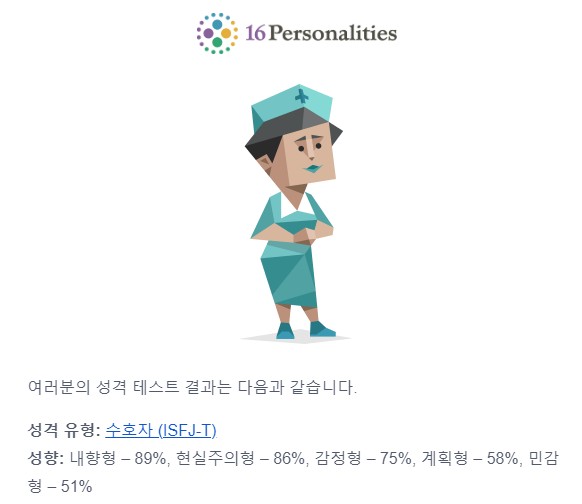 16Personalities
여러분의 성격 테스트 결과는 다음과 같습니다.
성격 유형: 수호자 (ISFJ-T)
성향: 내향형 – 89%, 현실주의형 – 86%, 감정형 – 75%, 계획형 – 58%, 민감
형 – 51%